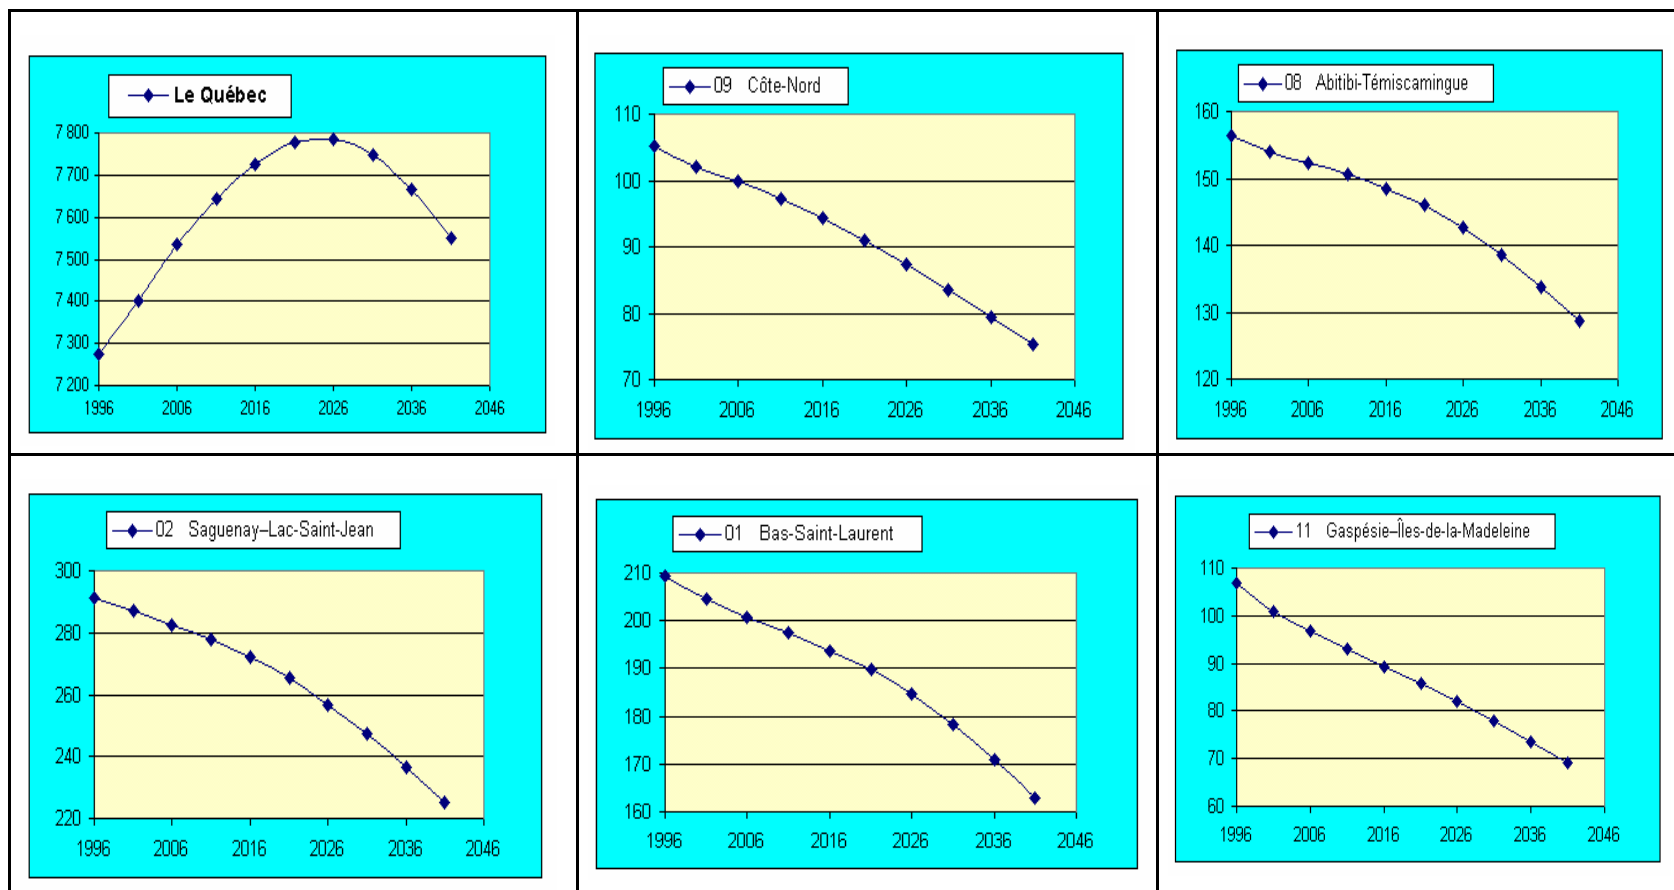 Le Québec
7 800
7 700
7 600
7 500
7 400
7 300
7 200
1996 2006 2016 2026 2036 2046
09 Côte-Nord
110
100
90
80
70
1996 2006 2016 2026 2036 2046
08 Abitibi-Témiscamingue
160
150
140
130
120
1996 2006 2016 2026 2036 2046
02 Saguenay–Lac-Saint-Jean
300
280
260
240
220
1996 2006 2016 2026 2036 2046
01 Bas-Saint-Laurent
210
200
190
180
170
160
1996 2006 2016 2026 2036 2046
11 Gaspésie–Îles-de-la-Madeleine
110
100
90
80
70
60
1996 2006 2016 2026 2036 2046